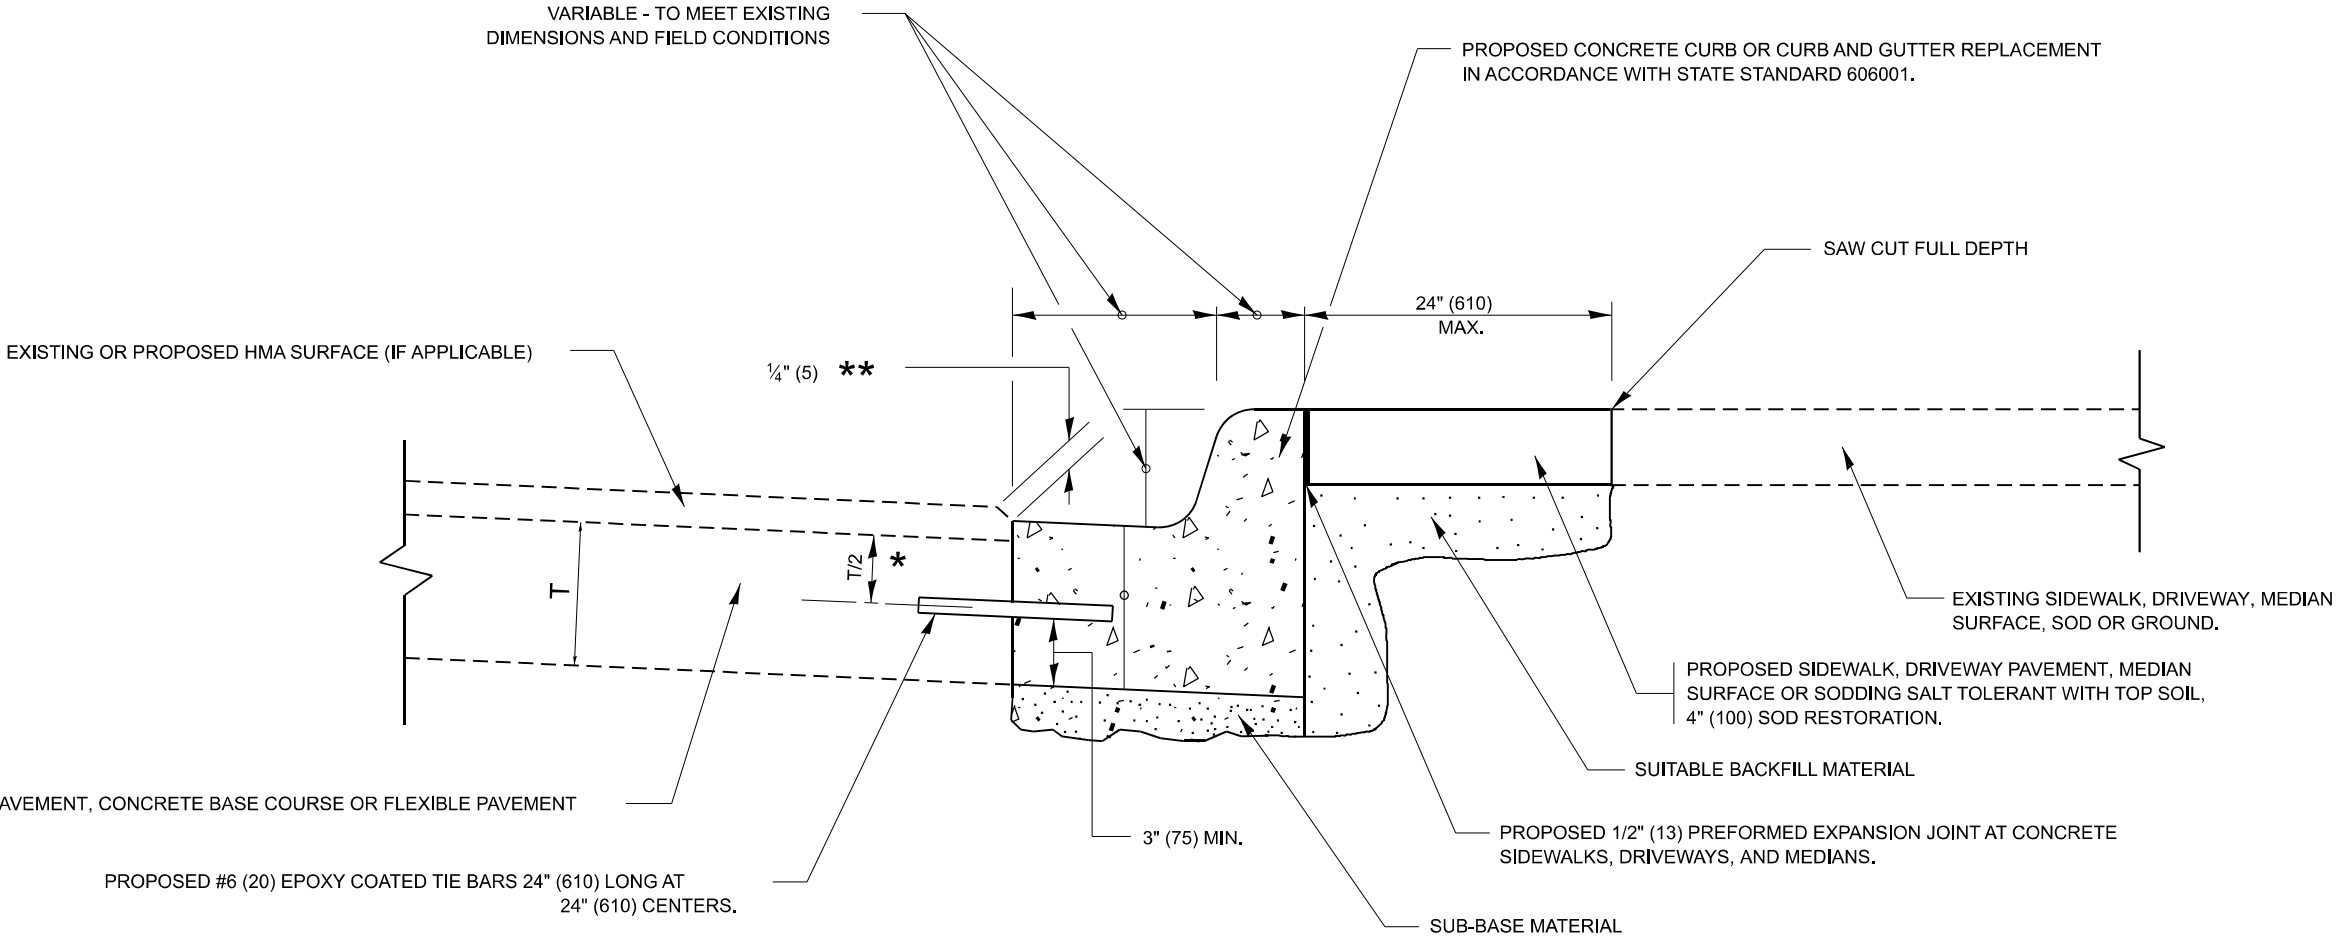 VARIABLE - TO MEET EXISTING
DIMENSIONS AND FIELD CONDITIONS
PROPOSED CONCRETE CURB OR CURB AND GUTTER REPLACEMENT
IN ACCORDANCE WITH STATE STANDARD 606001.
SAW CUT FULL DEPTH
24" (610)
MAX.
EXISTING OR PROPOSED HMA SURFACE (IF APPLICABLE)
¼" (5) **
T
T/2 *
EXISTING SIDEWALK, DRIVEWAY, MEDIAN
SURFACE, SOD OR GROUND.
PROPOSED SIDEWALK, DRIVEWAY PAVEMENT, MEDIAN
SURFACE OR SODDING SALT TOLERANT WITH TOP SOIL,
4" (100) SOD RESTORATION.
SUITABLE BACKFILL MATERIAL
AVEMENT, CONCRETE BASE COURSE OR FLEXIBLE PAVEMENT
3" (75) MIN.
PROPOSED 1/2" (13) PREFORMED EXPANSION JOINT AT CONCRETE
SIDEWALKS, DRIVEWAYS, AND MEDIANS.
PROPOSED #6 (20) EPOXY COATED TIE BARS 24" (610) LONG AT
24" (610) CENTERS.
SUB-BASE MATERIAL